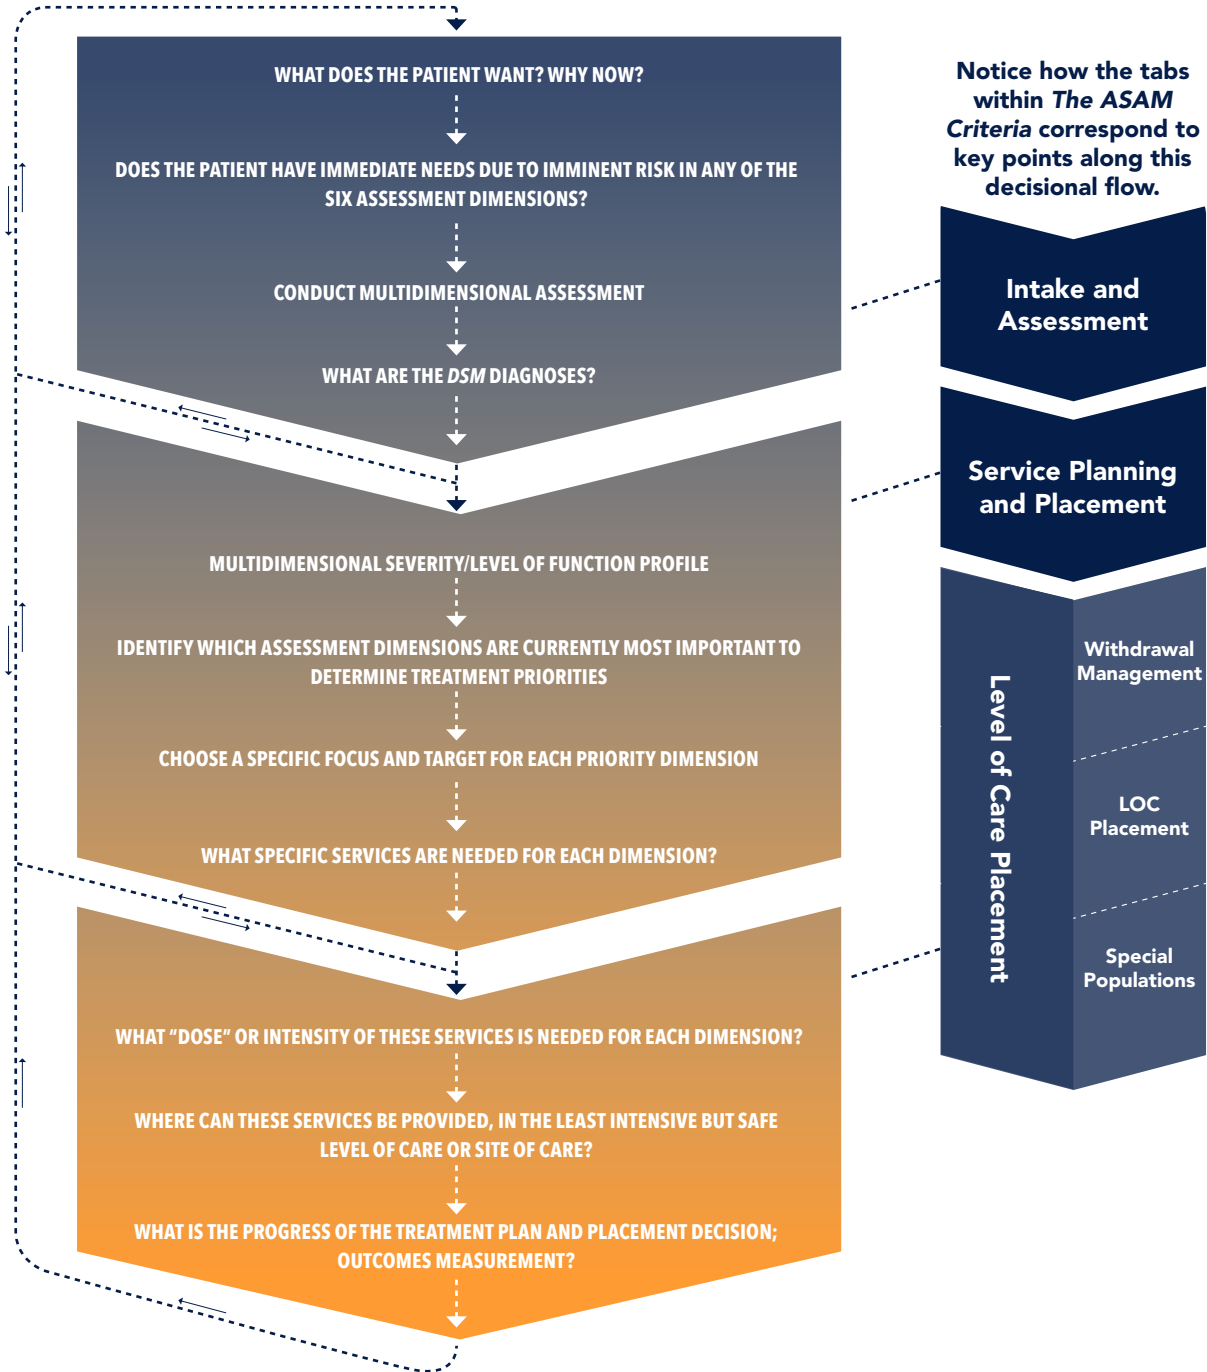 WHAT DOES THE PATIENT WANT? WHY NOW?
DOES THE PATIENT HAVE IMMEDIATE NEEDS DUE TO IMMINENT RISK IN ANY OF THE
SIX ASSESSMENT DIMENSIONS?
CONDUCT MULTIDIMENSIONAL ASSESSMENT
WHAT ARE THE DSM DIAGNOSES?
MULTIDIMENSIONAL SEVERITY/LEVEL OF FUNCTION PROFILE
IDENTIFY WHICH ASSESSMENT DIMENSIONS ARE CURRENTLY MOST IMPORTANT TO
DETERMINE TREATMENT PRIORITIES
CHOOSE A SPECIFIC FOCUS AND TARGET FOR EACH PRIORITY DIMENSION
WHAT SPECIFIC SERVICES ARE NEEDED FOR EACH DIMENSION?
WHAT “DOSE” OR INTENSITY OF THESE SERVICES IS NEEDED FOR EACH DIMENSION?
WHERE CAN THESE SERVICES BE PROVIDED, IN THE LEAST INTENSIVE BUT SAFE
LEVEL OF CARE OR SITE OF CARE?
WHAT IS THE PROGRESS OF THE TREATMENT PLAN AND PLACEMENT DECISION;
OUTCOMES MEASUREMENT?
Notice how the tabs
within The ASAM
Criteria correspond to
key points along this
decisional flow.
Intake and
Assessment
Service Planning
and Placement
Level of Care Placement
Withdrawal
Management
LOC
Placement
Special
Populations